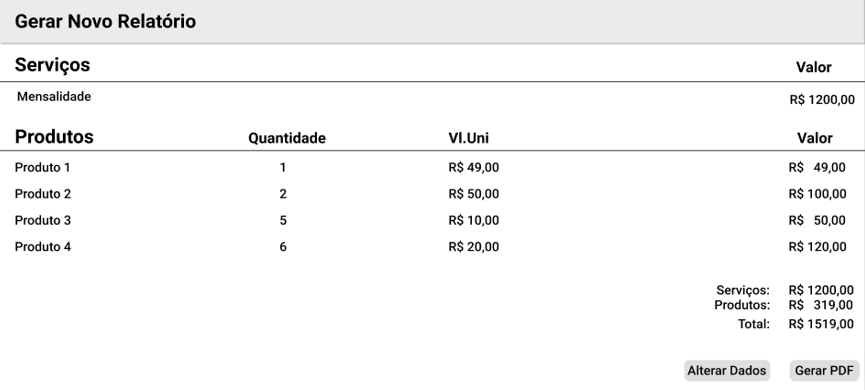 Gerar Novo Relatório
Serviços Valor
Mensalidade R$ 1200,00
Produtos Quantidade Vl.Uni Valor
Produto 1 1 R$ 49,00 R$ 49,00
Produto 2 2 R$ 50,00 R$ 100,00
Produto 3 5 R$ 10,00 R$ 50,00
Produto 4 6 R$ 20,00 R$ 120,00
Serviços: R$ 1200,00
Produtos: R$ 319,00
Total: R$ 1519,00
Alterar Dados Gerar PDF